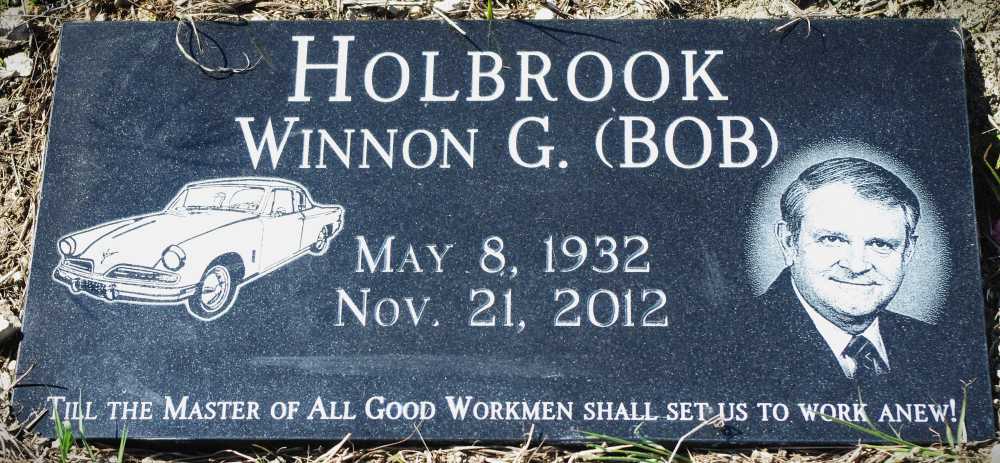 Holbrook
Winnon G. (BOB)
May 8, 1932
Nov. 21, 2012
Till the Master of All Good Workmen shall set us to work anew!